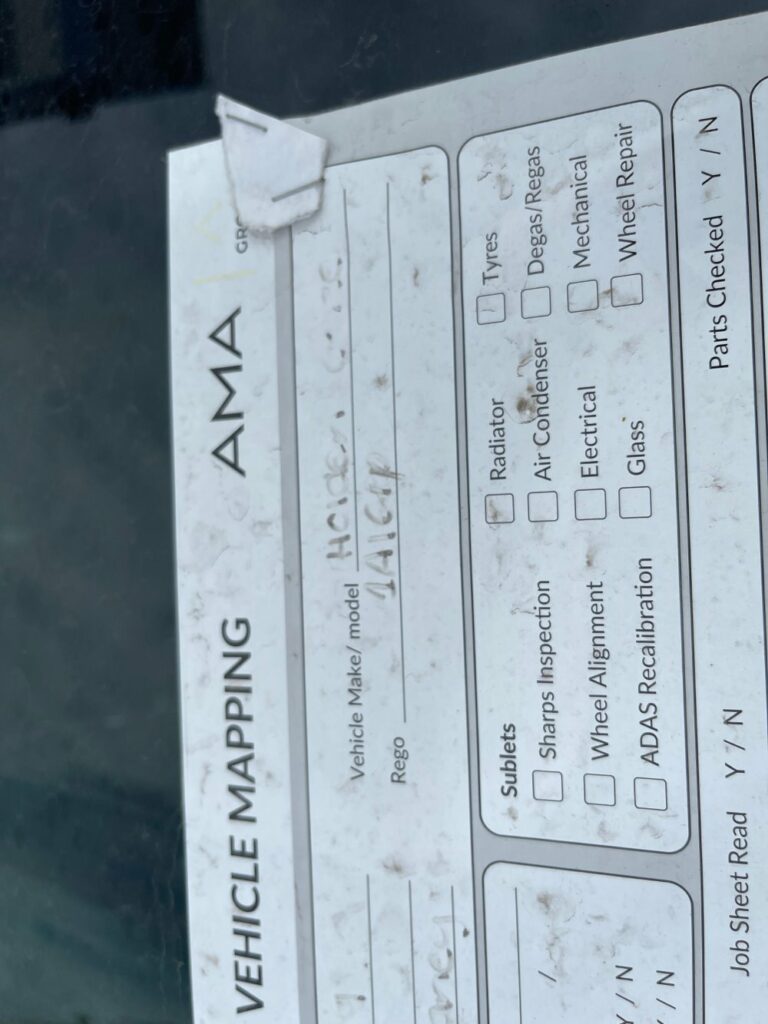 VEHICLE MAPPING
AMA
Vehicle Make/ model Holden
Rego
Sublets
Sharps Inspection
Wheel Alignment
ADAS Recalibration
Radiator
Air Condenser
Electrical
Glass
Tyres
Degas/Regas
Mechanical
Wheel Repair
/
Y / N
Y / N
Job Sheet Read Y / N
Parts Checked Y / N